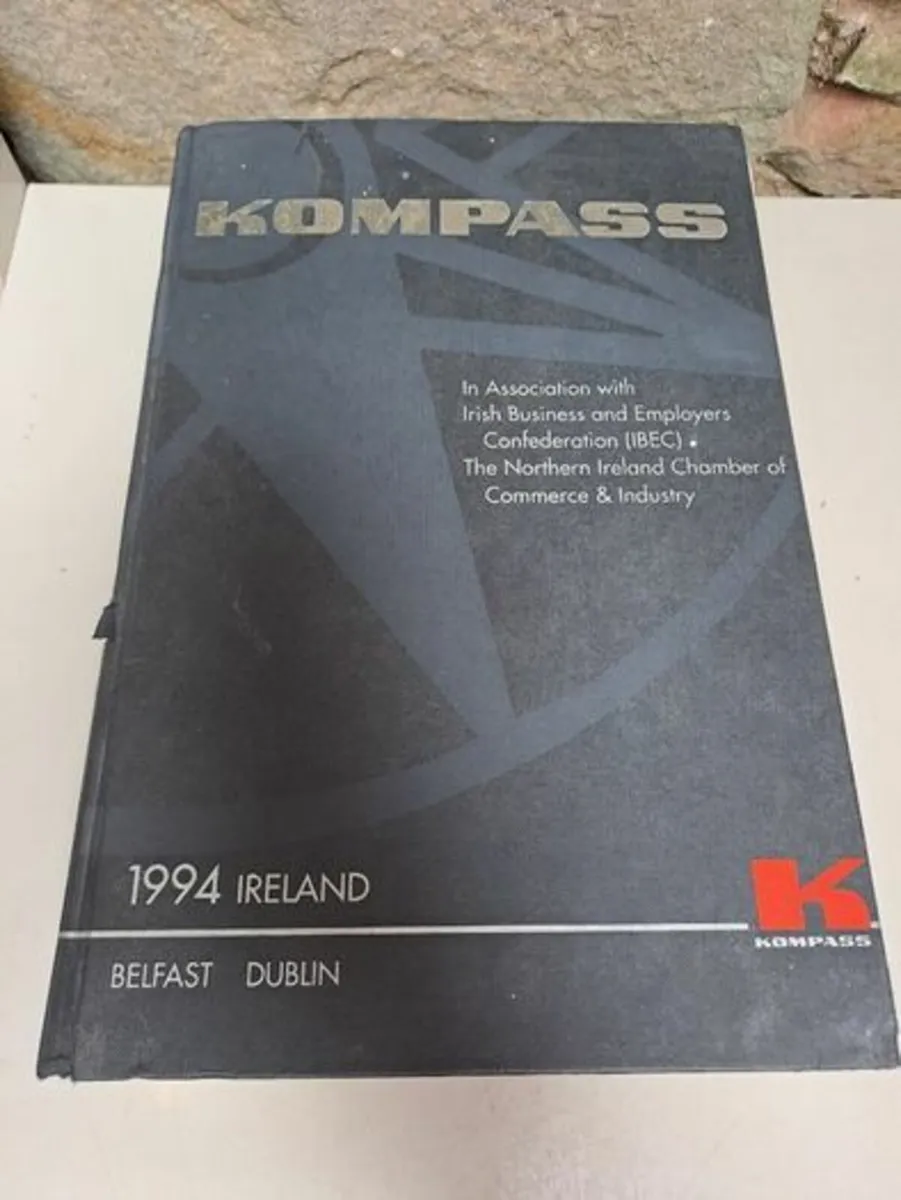 KOMPASS
In Association with
Irish Business and Employers
Confederation (IBEC) •
The Northern Ireland Chamber of
Commerce & Industry
1994 IRELAND
K
KOMPASS
BELFAST DUBLIN